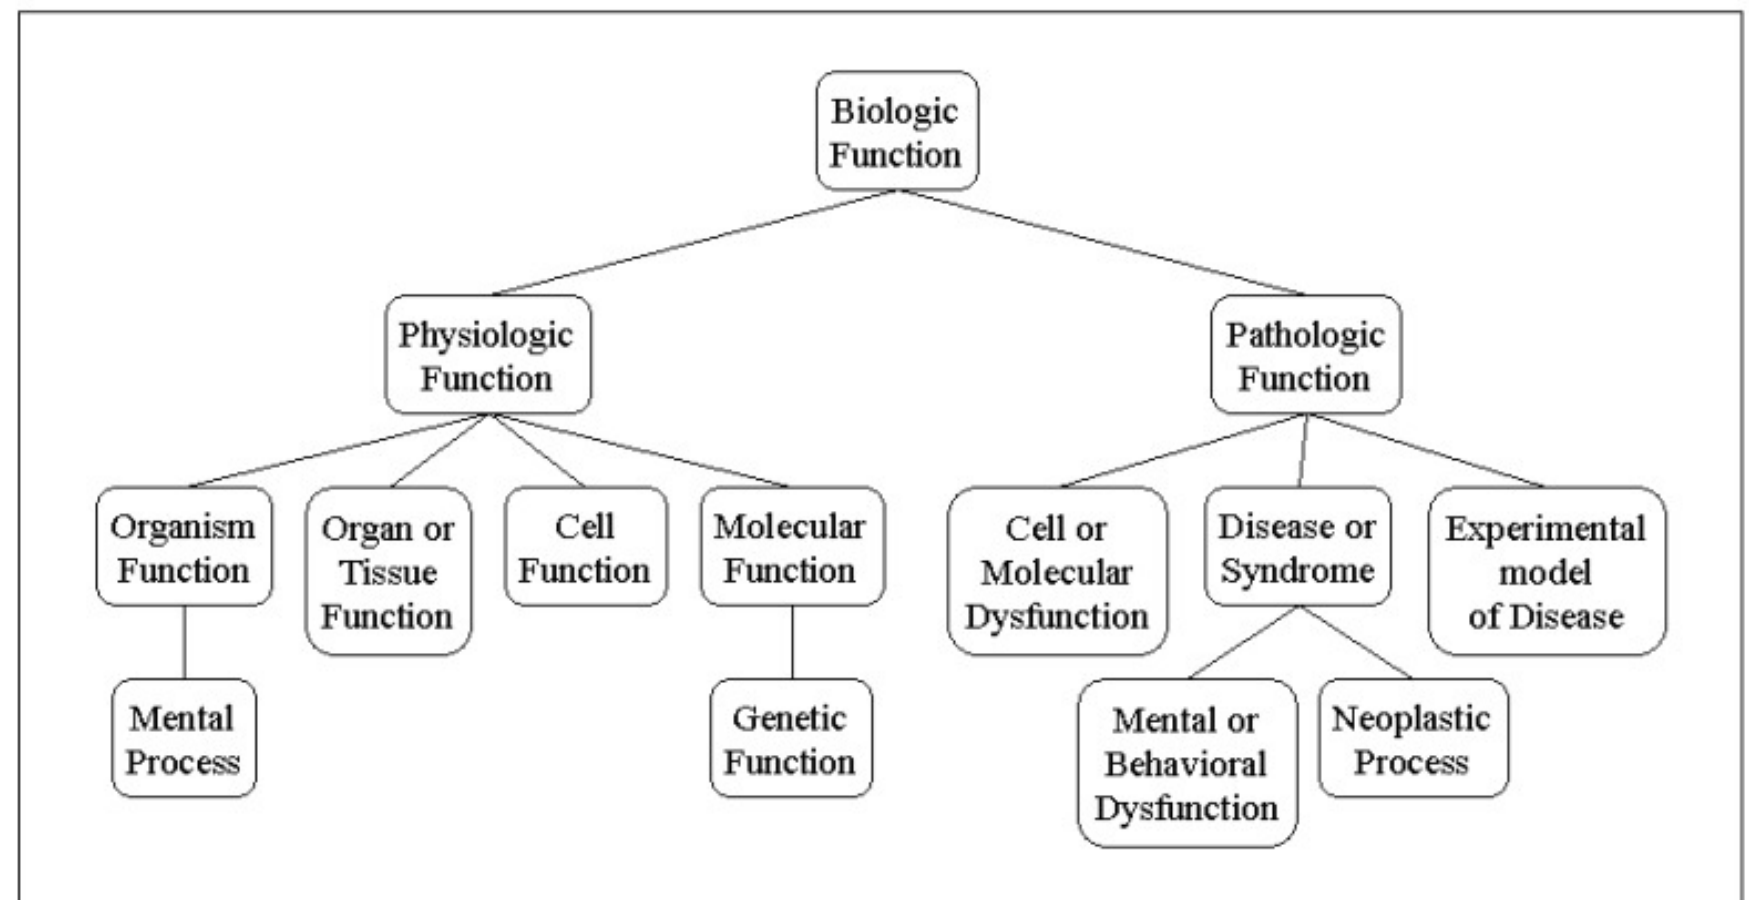 Biologic
Function
Physiologic
Function
Pathologic
Function
Organism
Function
Organ or
Tissue
Function
Cell
Function
Molecular
Function
Cell or
Molecular
Dysfunction
Disease or
Syndrome
Experimental
model
of Disease
Mental
Process
Genetic
Function
Mental or
Behavioral
Dysfunction
Neoplastic
Process